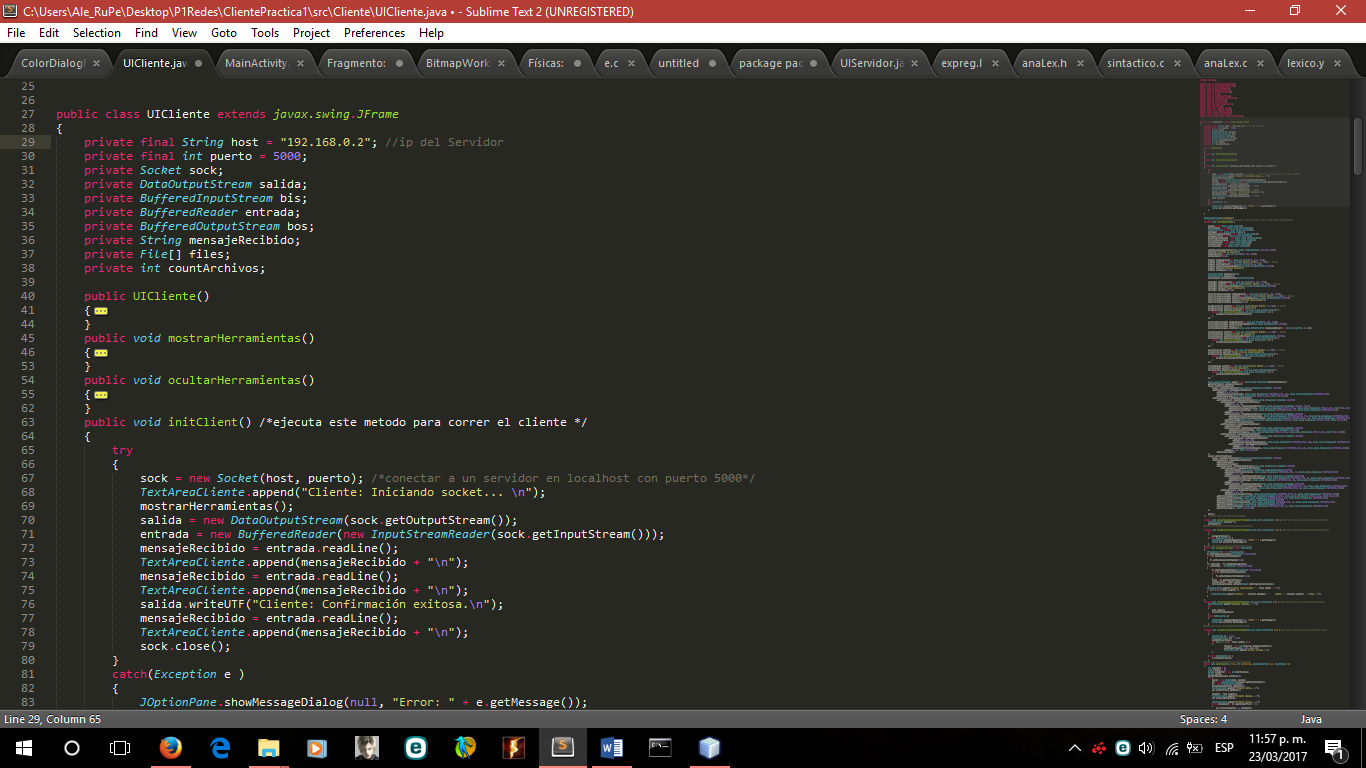 C:\Users\Ale_RuPe\Desktop\P1Redes\ClientePractica1\src\Cliente\UICliente.java • - Sublime Text 2 (UNREGISTERED)
File Edit Selection Find View Goto Tools Project Preferences Help
ColorDialog UICliente.jav MainActivity. Fragmento: BitmapWork Físicas: e.c untitled package pac UIServidor.ja expreg.l anaLex.h sintactico.c anaLex.c lexico.y
25
26
27 public class UICliente extends javax.swing.JFrame
28 {
29 private final String host = "192.168.0.2"; //ip del Servidor
30 private final int puerto = 5000;
31 private Socket sock;
32 private DataOutputStream salida;
33 private BufferedInputStream bis;
34 private BufferedReader entrada;
35 private BufferedOutputStream bos;
36 private String mensajeRecibido;
37 private File[] files;
38 private int countArchivos;
39
40 public UICliente()
41 {
44 }
45 public void mostrarHerramientas()
46 {
53 }
54 public void ocultarHerramientas()
55 {
62 }
63 public void initClient() /*ejecuta este metodo para correr el cliente */
64 {
65 try
66 {
67 sock = new Socket(host, puerto); /*conectar a un servidor en localhost con puerto 5000*/
68 TextAreaCliente.append("Cliente: Iniciando socket... \n");
69 mostrarHerramientas();
70 salida = new DataOutputStream(sock.getOutputStream());
71 entrada = new BufferedReader(new InputStreamReader(sock.getInputStream()));
72 mensajeRecibido = entrada.readLine();
73 TextAreaCliente.append(mensajeRecibido + "\n");
74 mensajeRecibido = entrada.readLine();
75 TextAreaCliente.append(mensajeRecibido + "\n");
76 salida.writeUTF("Cliente: Confirmación exitosa.\n");
77 mensajeRecibido = entrada.readLine();
78 TextAreaCliente.append(mensajeRecibido + "\n");
79 sock.close();
80 }
81 catch(Exception e )
82 {
83 JOptionPane.showMessageDialog(null, "Error: " + e.getMessage());
Line 29, Column 65 Spaces: 4 Java
ESP 11:57 p. m.
23/03/2017
1